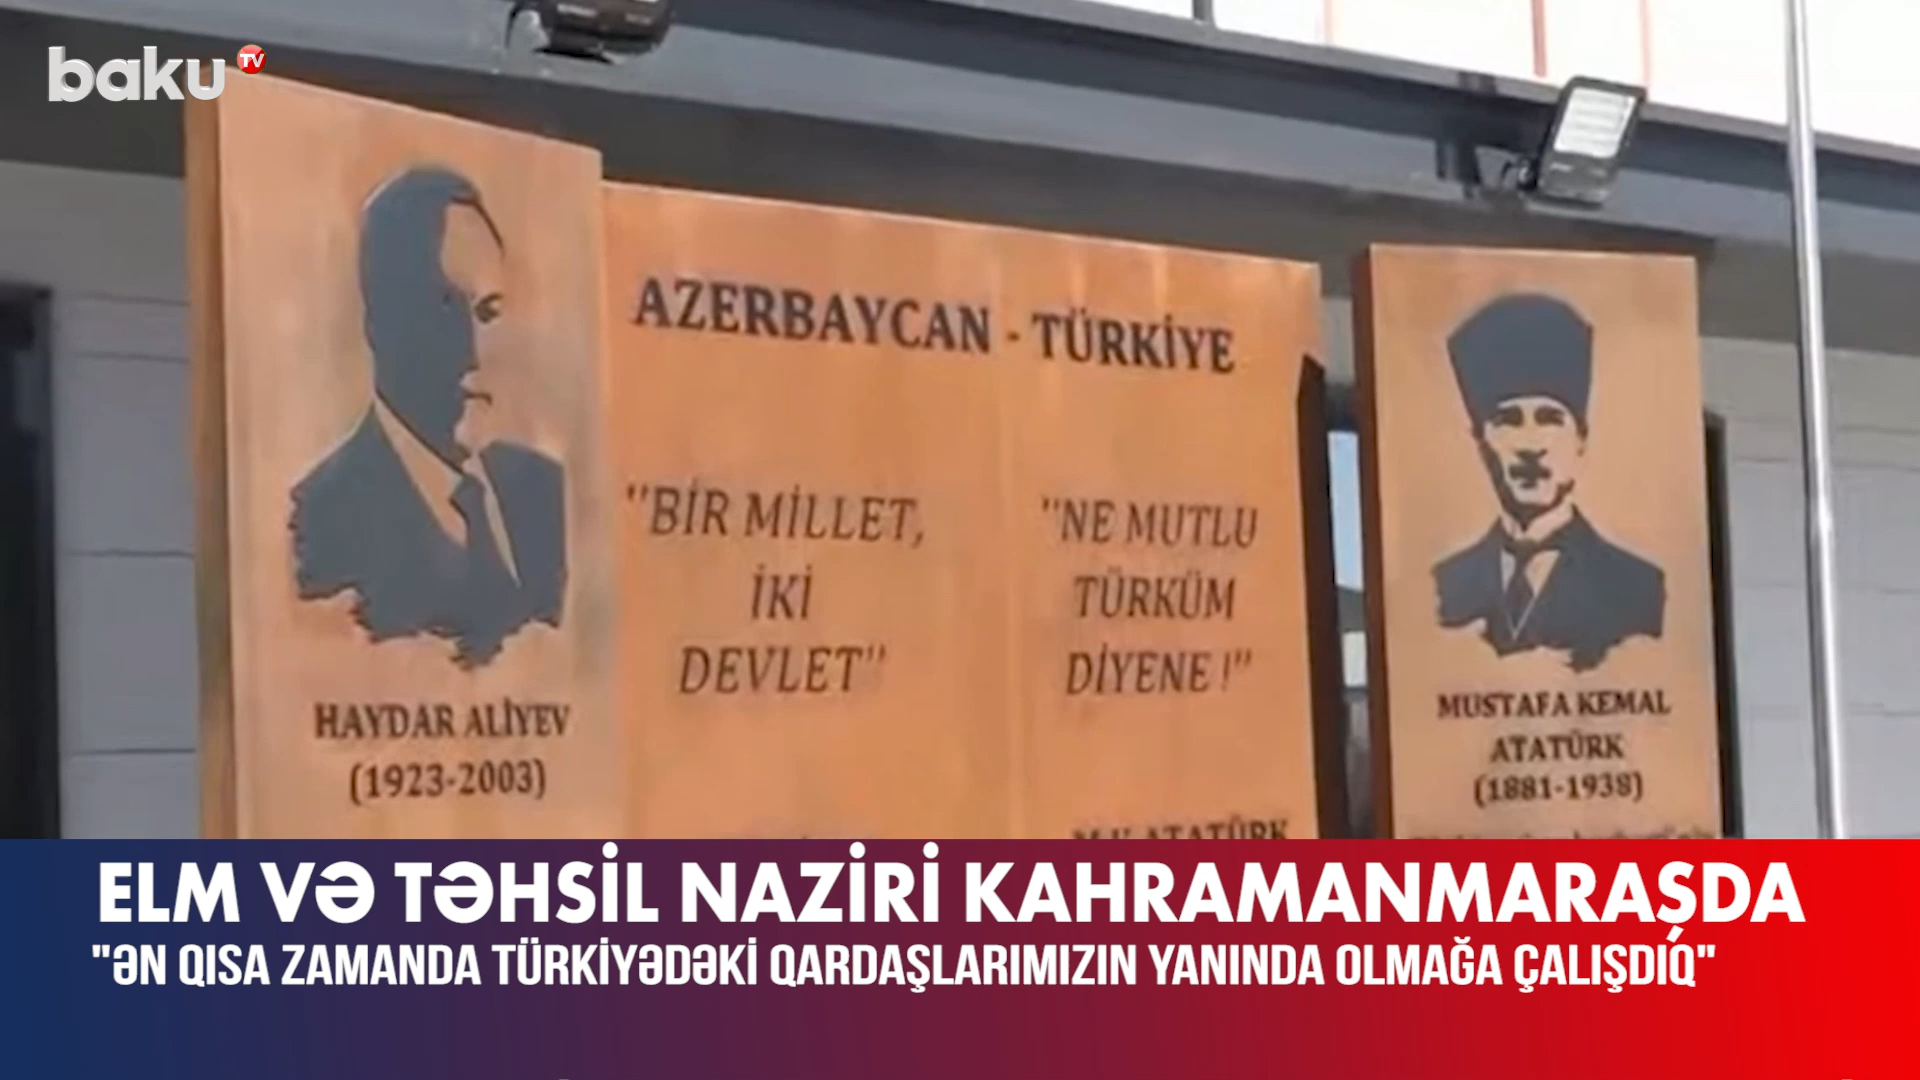 baku TV
AZERBAYCAN - TÜRKİYE
"BİR MİLLET,
İKİ
DEVLET"
"NE MUTLU
TÜRKÜM
DİYENE !"
M.K ATATÜRK
HAYDAR ALİYEV
(1923-2003)
MUSTAFA KEMAL
ATATÜRK
(1881-1938)
ELM VƏ TƏHSİL NAZİRİ KAHRAMANMARAŞDA
"ƏN QISA ZAMANDA TÜRKİYƏDƏKİ QARDAŞLARIMIZIN YANINDA OLMAĞA ÇALIŞDIQ"